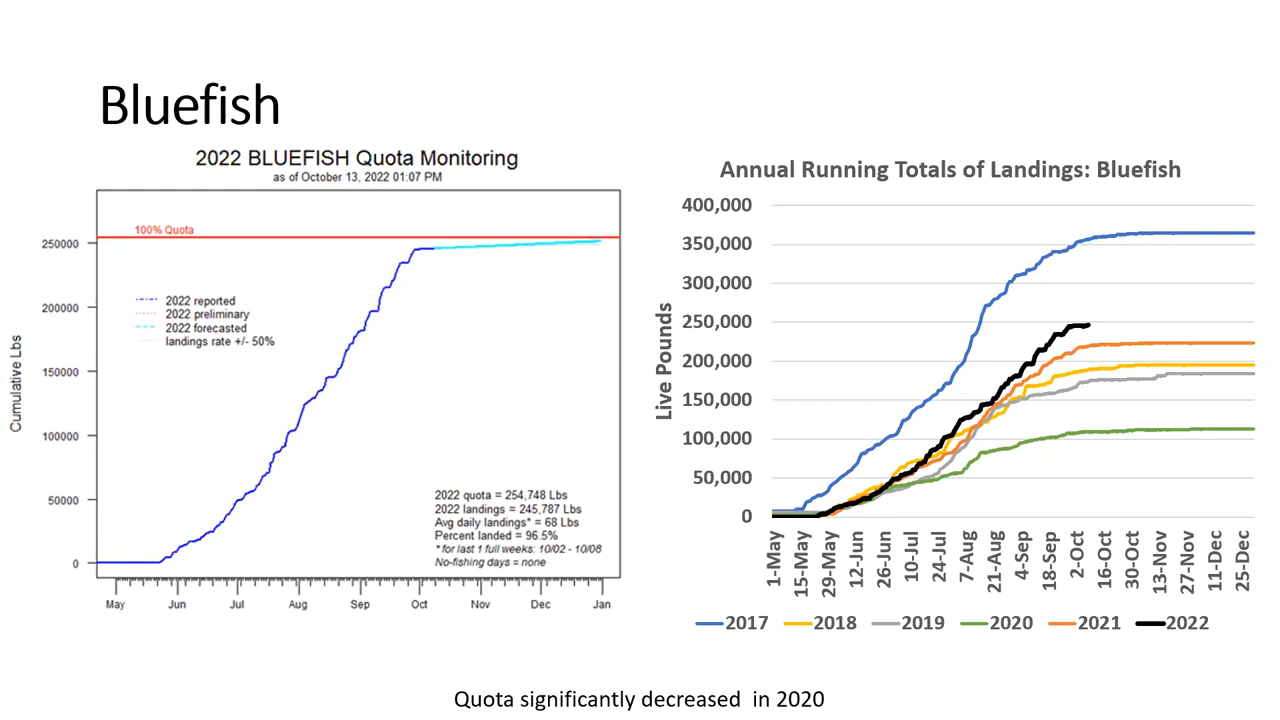 Bluefish
2022 BLUEFISH Quota Monitoring
as of October 13, 2022 01:07 PM
100% Quota
250000
200000
150000
100000
50000
0
Cumulative Lbs
2022 reported
2022 preliminary
2022 forecasted
landings rate +/- 50%
2022 quota = 254,748 Lbs
2022 landings = 245,787 Lbs
Avg daily landings* = 68 Lbs
Percent landed = 96.5%
* for last 1 full weeks: 10/02 - 10/08
No-fishing days = none
May Jun Jul Aug Sep Oct Nov Dec Jan
Annual Running Totals of Landings: Bluefish
400,000
350,000
300,000
250,000
200,000
150,000
100,000
50,000
0
Live Pounds
1-May
15-May
29-May
12-Jun
26-Jun
10-Jul
24-Jul
7-Aug
21-Aug
4-Sep
18-Sep
2-Oct
16-Oct
30-Oct
13-Nov
27-Nov
11-Dec
25-Dec
2017 2018 2019 2020 2021 2022
Quota significantly decreased in 2020